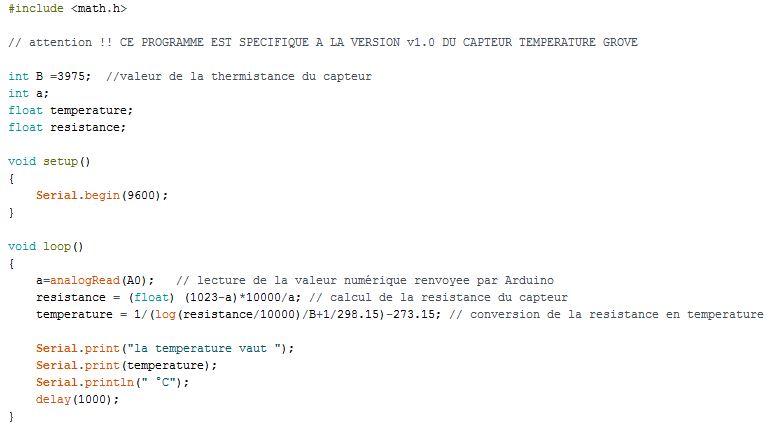 #include <math.h>
// attention !! CE PROGRAMME EST SPECIFIQUE A LA VERSION v1.0 DU CAPTEUR TEMPERATURE GROVE
int B =3975;  //valeur de la thermistance du capteur
int a;
float temperature;
float resistance;
void setup()
{
    Serial.begin(9600);
}
void loop()
{
    a=analogRead(A0);   // lecture de la valeur numérique renvoyee par Arduino
    resistance = (float) (1023-a)*10000/a; // calcul de la resistance du capteur
    temperature = 1/(log(resistance/10000)/B+1/298.15)-273.15; // conversion de la resistance en temperature
    Serial.print("la temperature vaut ");
    Serial.print(temperature);
    Serial.println(" °C");
    delay(1000);
}